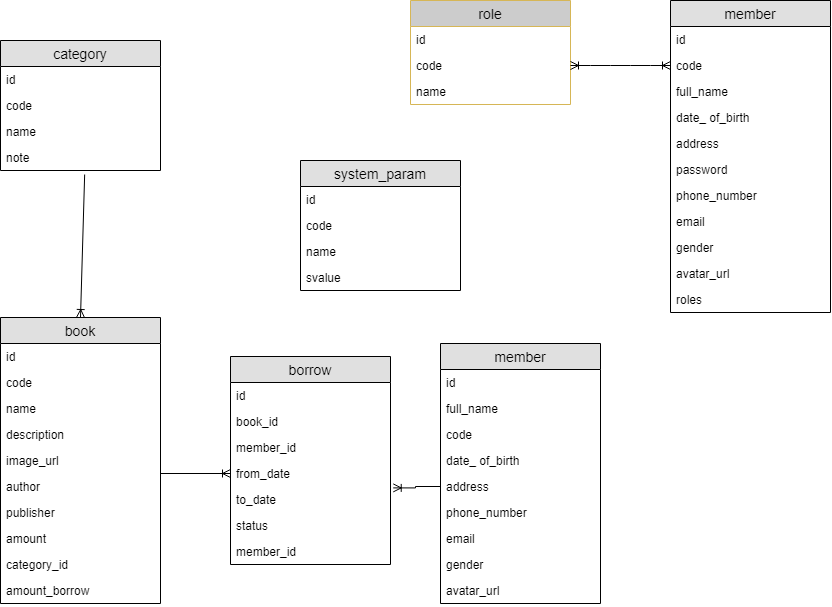 role
id
code
name
member
id
code
full_name
date_ of_birth
address
password
phone_number
email
gender
avatar_url
roles
category
id
code
name
note
system_param
id
code
name
svalue
book
id
code
name
description
image_url
author
publisher
amount
category_id
amount_borrow
borrow
id
book_id
member_id
from_date
to_date
status
member_id
member
id
full_name
code
date_ of_birth
address
phone_number
email
gender
avatar_url